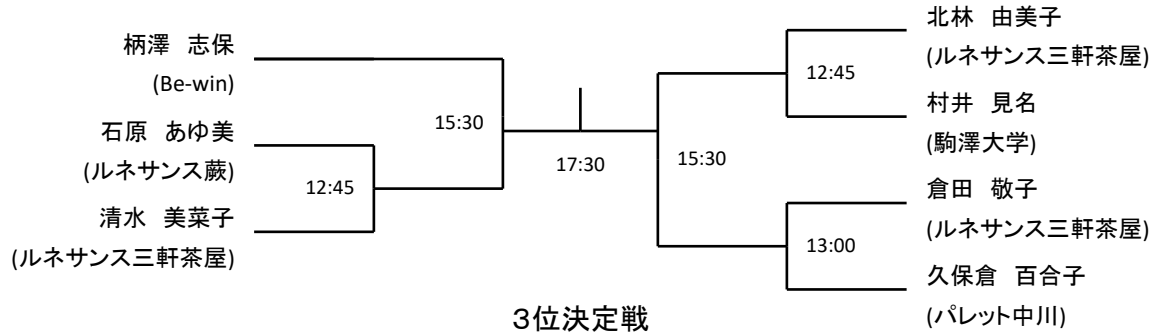 柄澤　志保
(Be-win)
15:30
石原　あゆ美
(ルネサンス蕨)
12:45
清水　美菜子
(ルネサンス三軒茶屋)
17:30
北林　由美子
(ルネサンス三軒茶屋)
12:45
村井　見名
(駒澤大学)
15:30
倉田　敬子
(ルネサンス三軒茶屋)
13:00
久保倉　百合子
(パレット中川)
３位決定戦